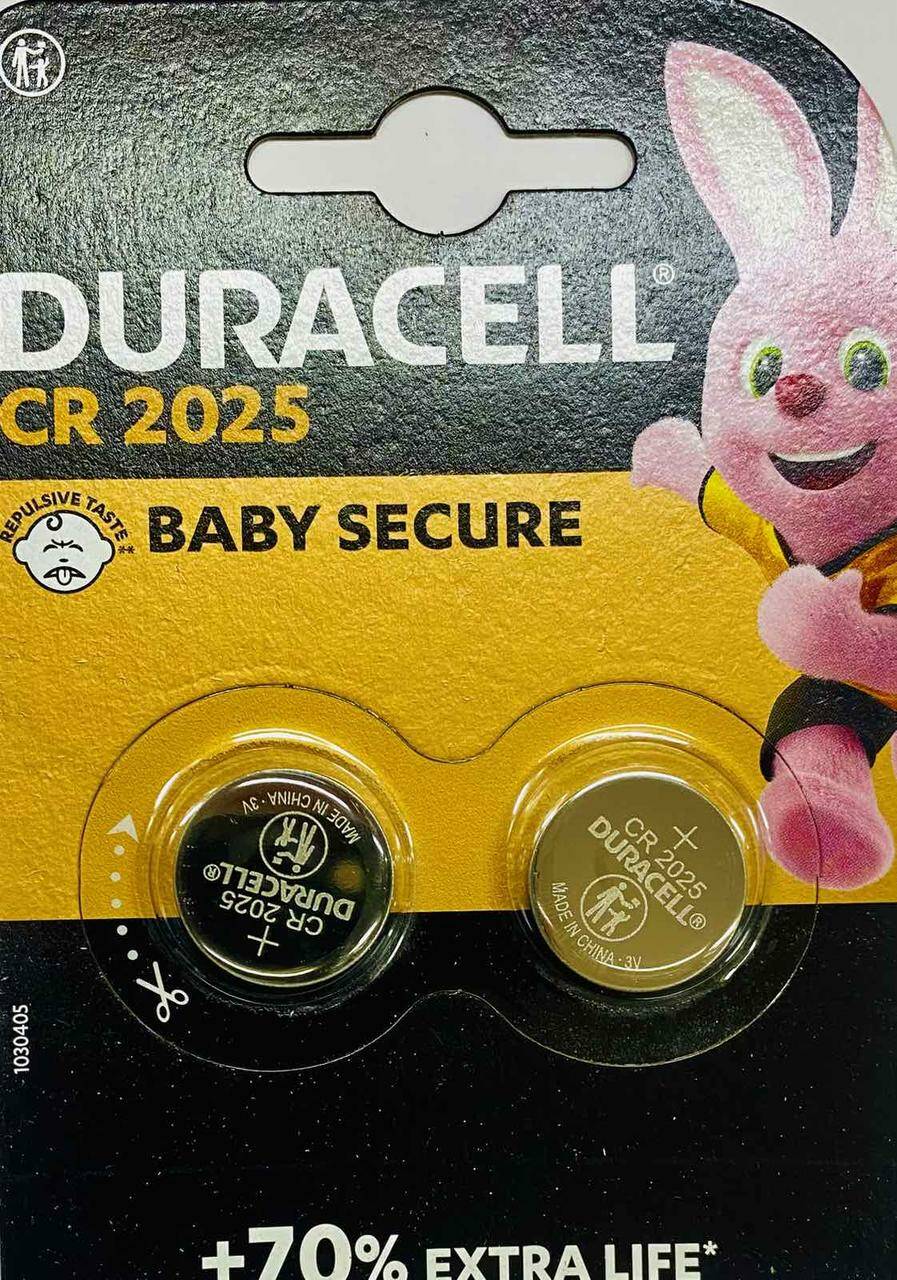 DURACELL®
CR 2025
REPULSIVE TASTE**
BABY SECURE
MADE IN CHINA · 3V
DURACELL®
CR 2025
+
+
CR 2025
DURACELL®
MADE IN CHINA · 3V
1030405
+70% EXTRA LIFE*